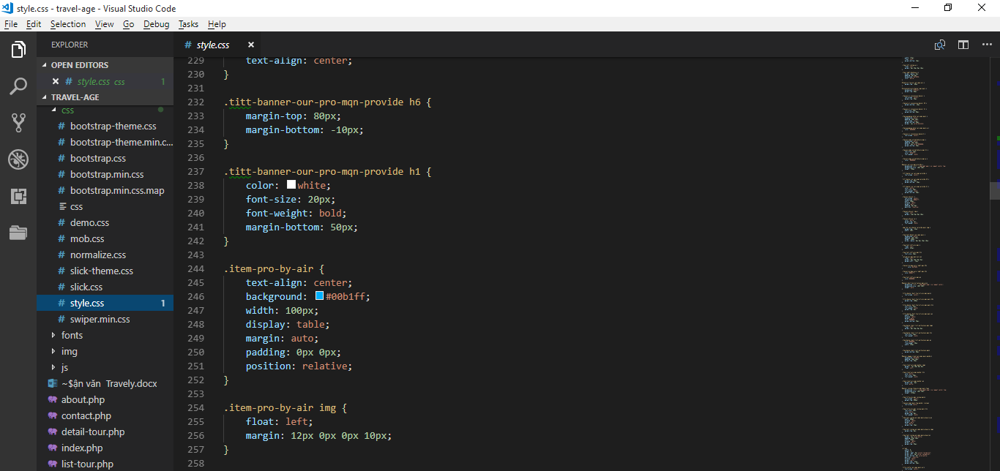 style.css - travel-age - Visual Studio Code
File Edit Selection View Go Debug Tasks Help
EXPLORER
OPEN EDITORS
# style.css css 1
TRAVEL-AGE
css
# bootstrap-theme.css
# bootstrap-theme.min.c...
# bootstrap.css
# bootstrap.min.css
# bootstrap.min.css.map
css
# demo.css
# mob.css
# normalize.css
# slick-theme.css
# slick.css
# style.css 1
# swiper.min.css
fonts
img
js
~$ận văn  Travely.docx
about.php
contact.php
detail-tour.php
index.php
list-tour.php
# style.css
229 text-align: center;
230 }
231
232 .titt-banner-our-pro-mqn-provide h6 {
233 margin-top: 80px;
234 margin-bottom: -10px;
235 }
236
237 .titt-banner-our-pro-mqn-provide h1 {
238 color: white;
239 font-size: 20px;
240 font-weight: bold;
241 margin-bottom: 50px;
242 }
243
244 .item-pro-by-air {
245 text-align: center;
246 background: #00b1ff;
247 width: 100px;
248 display: table;
249 margin: auto;
250 padding: 0px 0px;
251 position: relative;
252 }
253
254 .item-pro-by-air img {
255 float: left;
256 margin: 12px 0px 0px 10px;
257 }
258